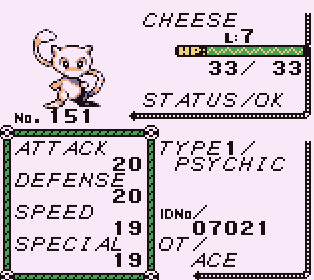 CHEESE
L:7
HP:
33/ 33
STATUS/OK
No.151
ATTACK
20
DEFENSE
20
SPEED
19
SPECIAL
19
TYPE1/
PSYCHIC
IDNo/
07021
OT/
ACE